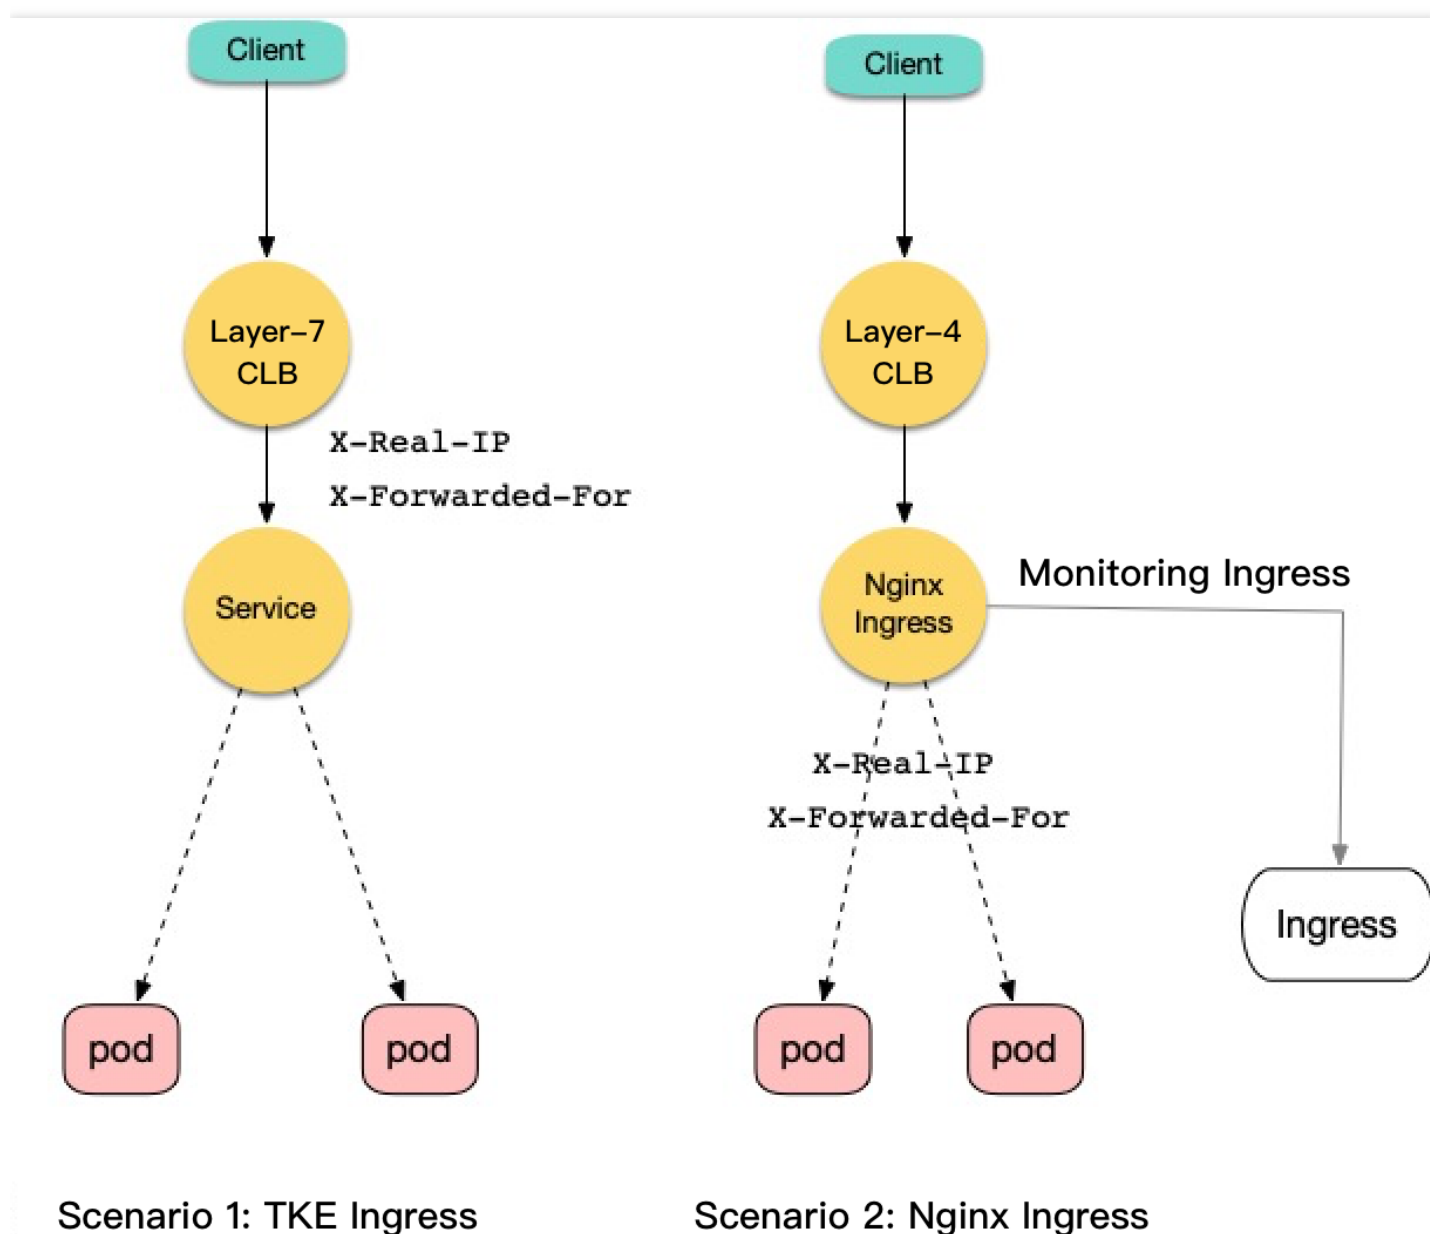 Client
Layer-7
CLB
X-Real-IP
X-Forwarded-For
Service
pod
pod
Scenario 1: TKE Ingress
Client
Layer-4
CLB
Nginx
Ingress
Monitoring Ingress
X-Real-IP
X-Forwarded-For
Ingress
pod
pod
Scenario 2: Nginx Ingress